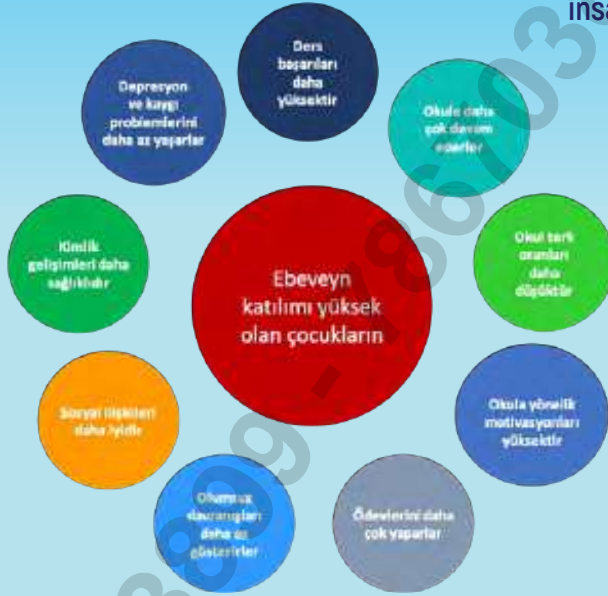 insa
Ders
başarıları
daha
yüksektir
Okula daha
çok devam
ederler
Okul terk
oranları
daha
düşüktür
Okula yönelik
motivasyonları
yüksektir
Ödevlerini daha
çok yaparlar
Olumsuz
davranışları
daha az
gösterirler
Sosyal ilişkileri
daha iyidir
Kimlik
gelişimleri daha
sağlıklıdır
Depresyon
ve kaygı
problemlerini
daha az yaşarlar
Ebeveyn
katılımı yüksek
olan çocukların